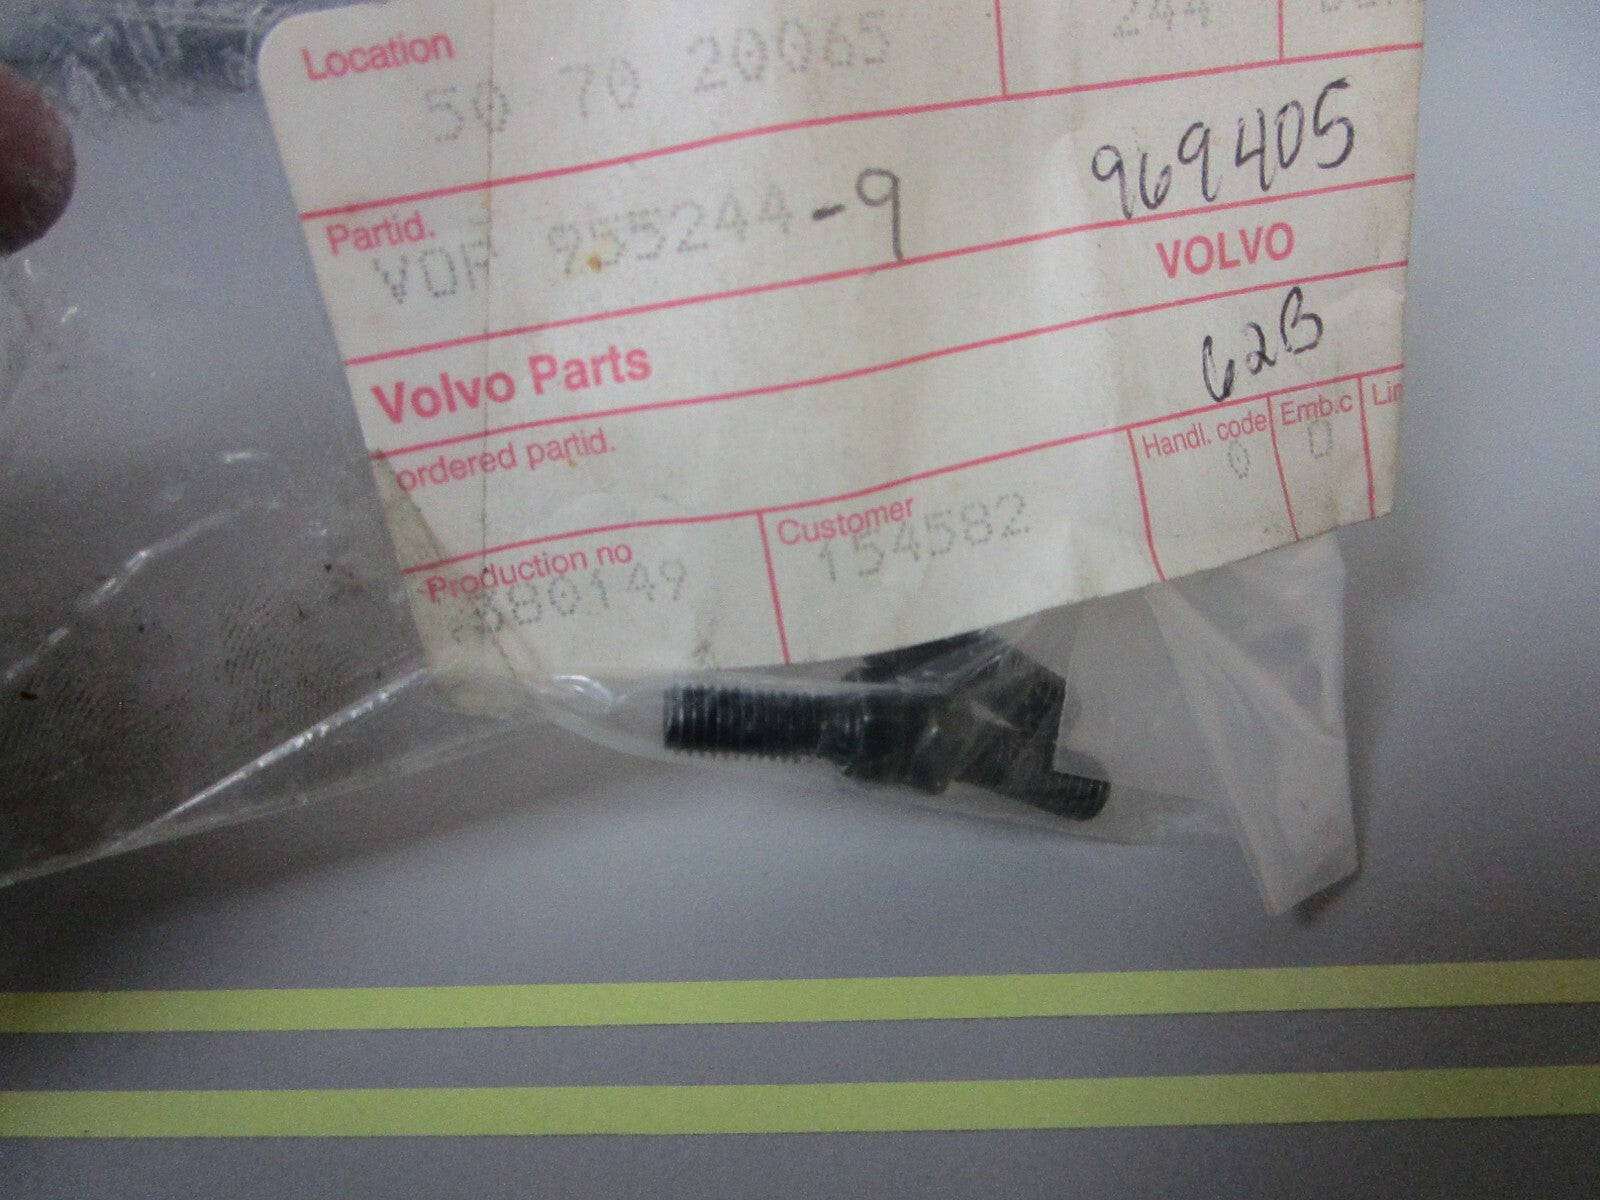 Location
50 70 20065
244
Partid.
VOP 955244-9
969405
VOLVO
Volvo Parts
62B
ordered partid.
Handl. code
0
Emb.c
0
Production no
380149
Customer
154582